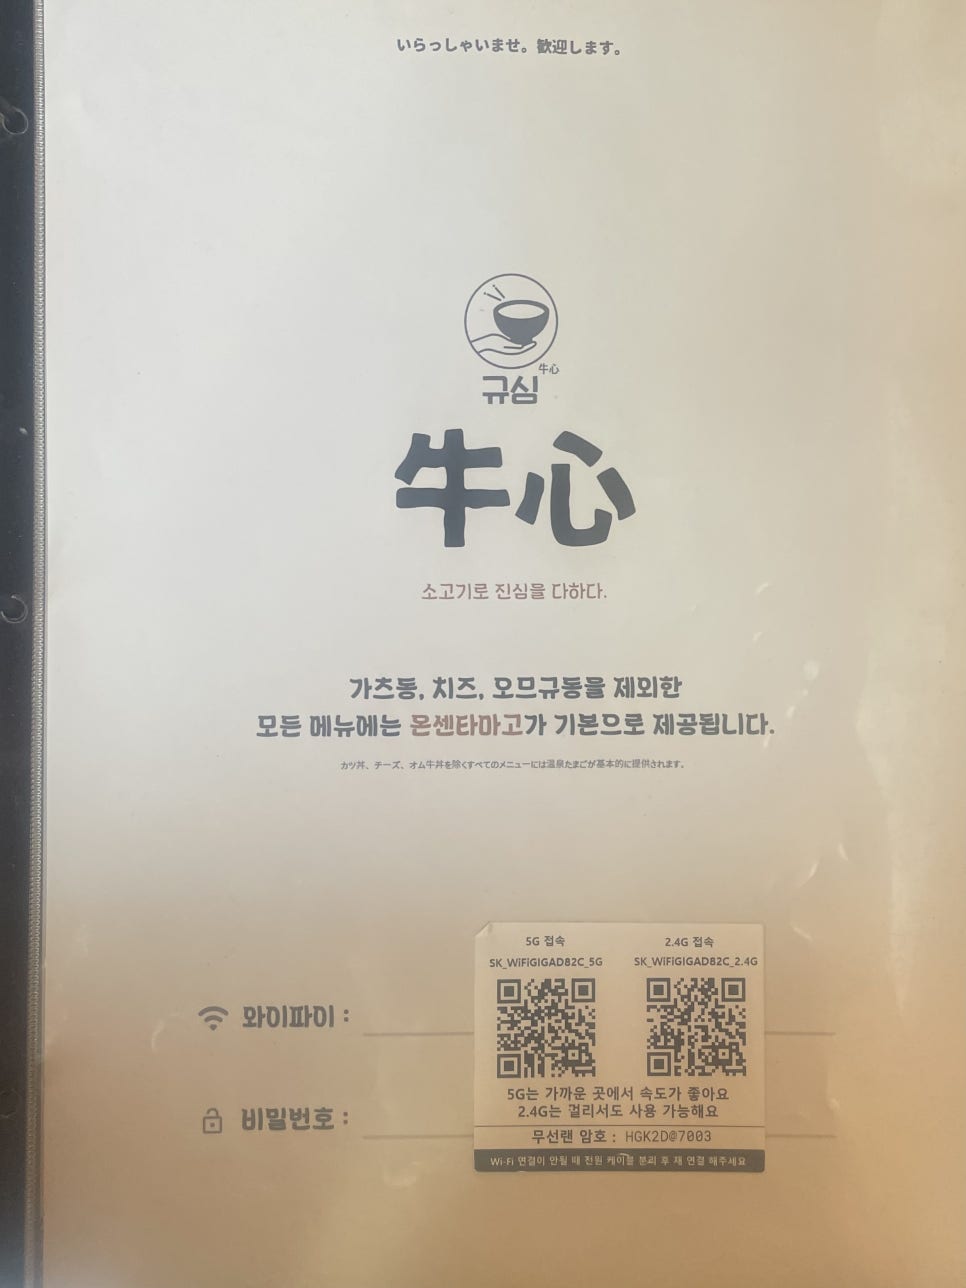 いらっしゃいませ。歓迎します。
牛心
규심
牛心
소고기로 진심을 다하다.
가츠동, 치즈, 오므규동을 제외한
모든 메뉴에는 온센타마고가 기본으로 제공됩니다.
カツ丼、チーズ、オム牛丼を除くすべてのメニューには温泉たまごが基本的に提供されます。
5G 접속
2.4G 접속
SK_WiFiGIGAD82C_5G
SK_WiFiGIGAD82C_2.4G
와이파이 :
5G는 가까운 곳에서 속도가 좋아요
2.4G는 멀리서도 사용 가능해요
비밀번호 :
무선랜 암호 : HGK2D@7003
Wi-Fi 연결이 안될 때 전원 케이블 분리 후 재 연결 해주세요